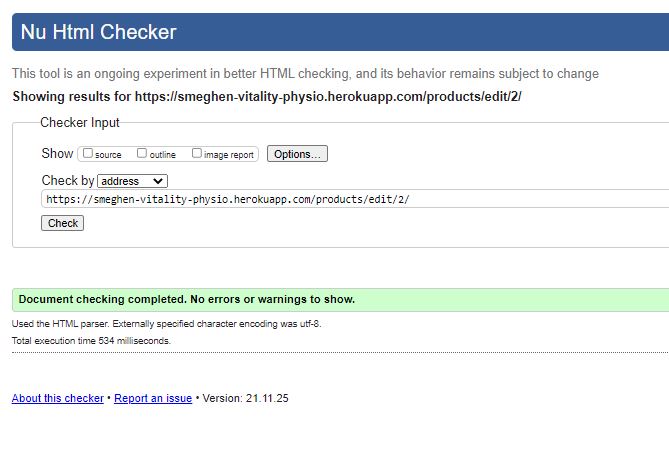 Nu Html Checker
This tool is an ongoing experiment in better HTML checking, and its behavior remains subject to change
Showing results for https://smeghen-vitality-physio.herokuapp.com/products/edit/2/
Checker Input
Show source outline image report Options...
Check by address
https://smeghen-vitality-physio.herokuapp.com/products/edit/2/
Check
Document checking completed. No errors or warnings to show.
Used the HTML parser. Externally specified character encoding was utf-8.
Total execution time 534 milliseconds.
About this checker • Report an issue • Version: 21.11.25